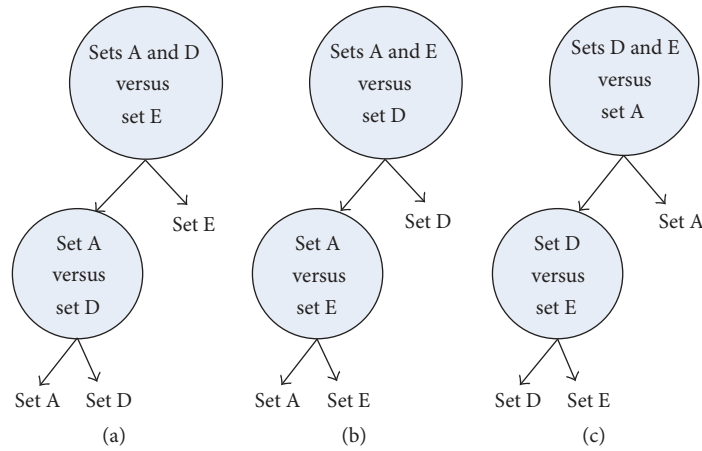 Sets A and D
versus
set E
Set E
Set A
versus
set D
Set A
Set D
(a)
Sets A and E
versus
set D
Set D
Set A
versus
set E
Set A
Set E
(b)
Sets D and E
versus
set A
Set A
Set D
versus
set E
Set D
Set E
(c)